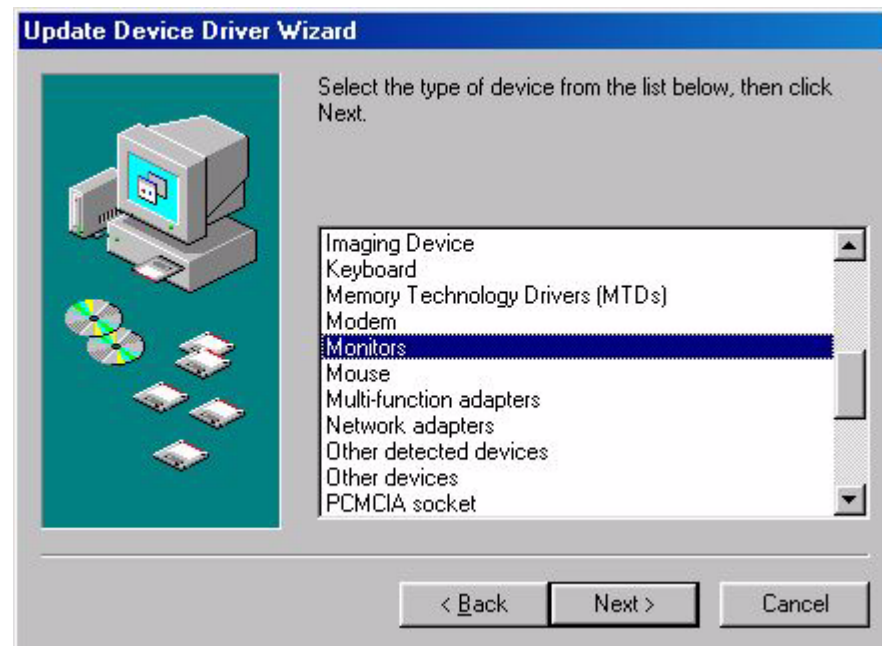 Update Device Driver Wizard
Select the type of device from the list below, then click
Next.
Imaging Device
Keyboard
Memory Technology Drivers (MTDs)
Modem
Monitors
Mouse
Multi-function adapters
Network adapters
Other detected devices
Other devices
PCMCIA socket
< Back
Next >
Cancel